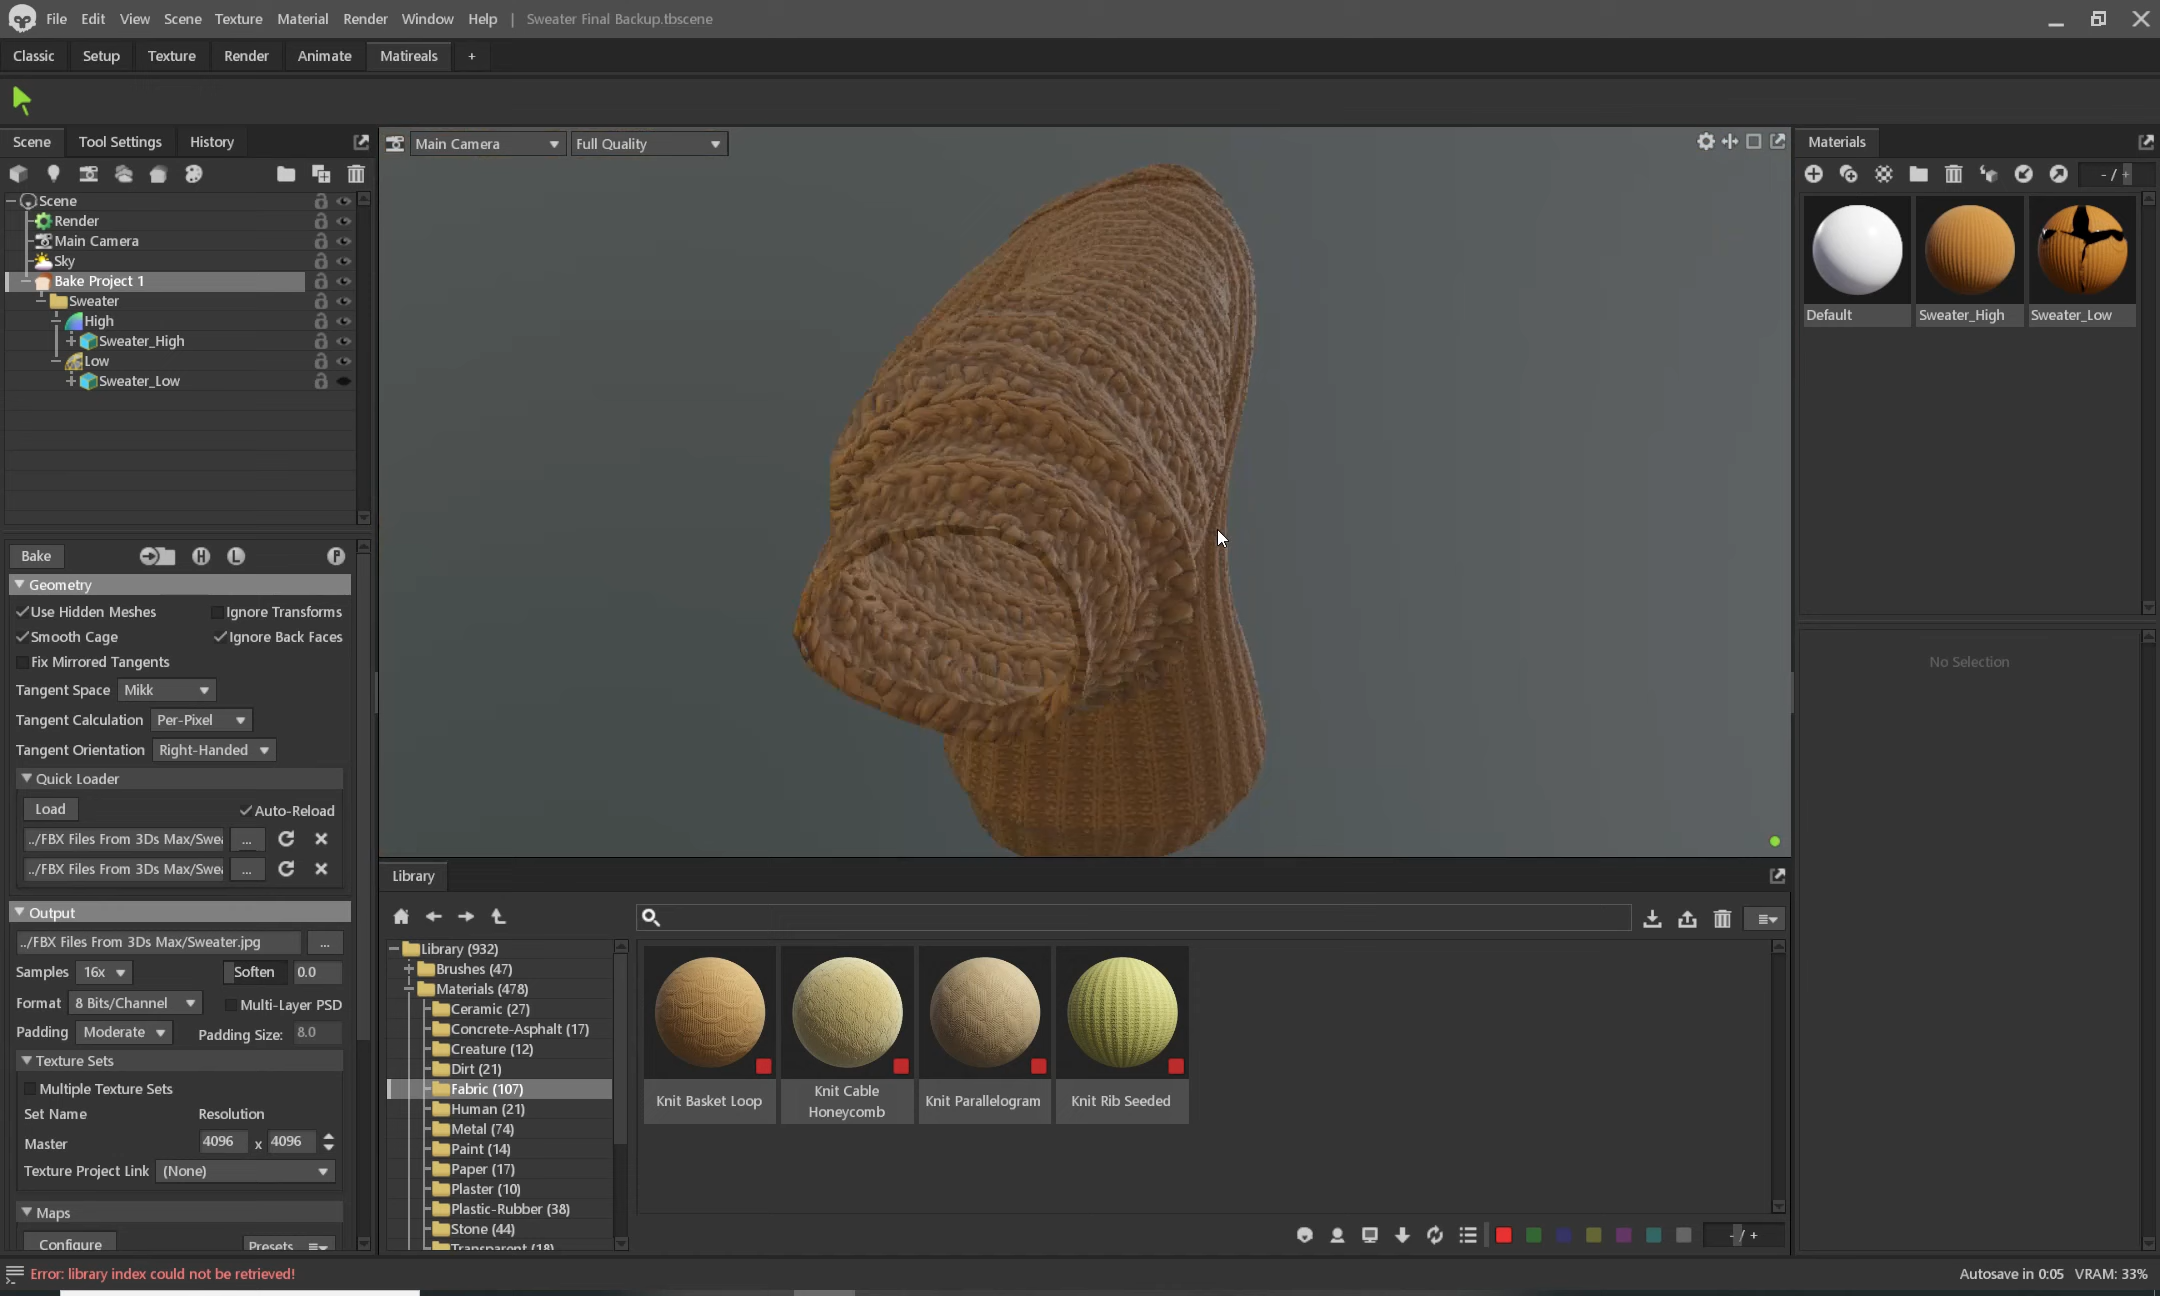 File Edit View Scene Texture Material Render Window Help | Sweater Final Backup.tbscene
Classic Setup Texture Render Animate Matireals +
Scene Tool Settings History
Main Camera Full Quality
Materials
- / +
Scene
Render
Main Camera
Sky
Bake Project 1
Sweater
High
Sweater_High
Low
Sweater_Low
Default Sweater_High Sweater_Low
No Selection
Bake H L P
Geometry
Use Hidden Meshes Ignore Transforms
Smooth Cage Ignore Back Faces
Fix Mirrored Tangents
Tangent Space Mikk
Tangent Calculation Per-Pixel
Tangent Orientation Right-Handed
Quick Loader
Load Auto-Reload
../FBX Files From 3Ds Max/Swea ...
../FBX Files From 3Ds Max/Swea ...
Output
../FBX Files From 3Ds Max/Sweater.jpg ...
Samples 16x Soften 0.0
Format 8 Bits/Channel Multi-Layer PSD
Padding Moderate Padding Size: 8.0
Texture Sets
Multiple Texture Sets
Set Name Resolution
Master 4096 x 4096
Texture Project Link (None)
Maps
Configure Presets
Library
Library (932)
Brushes (47)
Materials (478)
Ceramic (27)
Concrete-Asphalt (17)
Creature (12)
Dirt (21)
Fabric (107)
Human (21)
Metal (74)
Paint (14)
Paper (17)
Plaster (10)
Plastic-Rubber (38)
Stone (44)
Transparent (18)
Knit Basket Loop
Knit Cable
Honeycomb
Knit Parallelogram
Knit Rib Seeded
- / +
Error: library index could not be retrieved!
Autosave in 0:05 VRAM: 33%